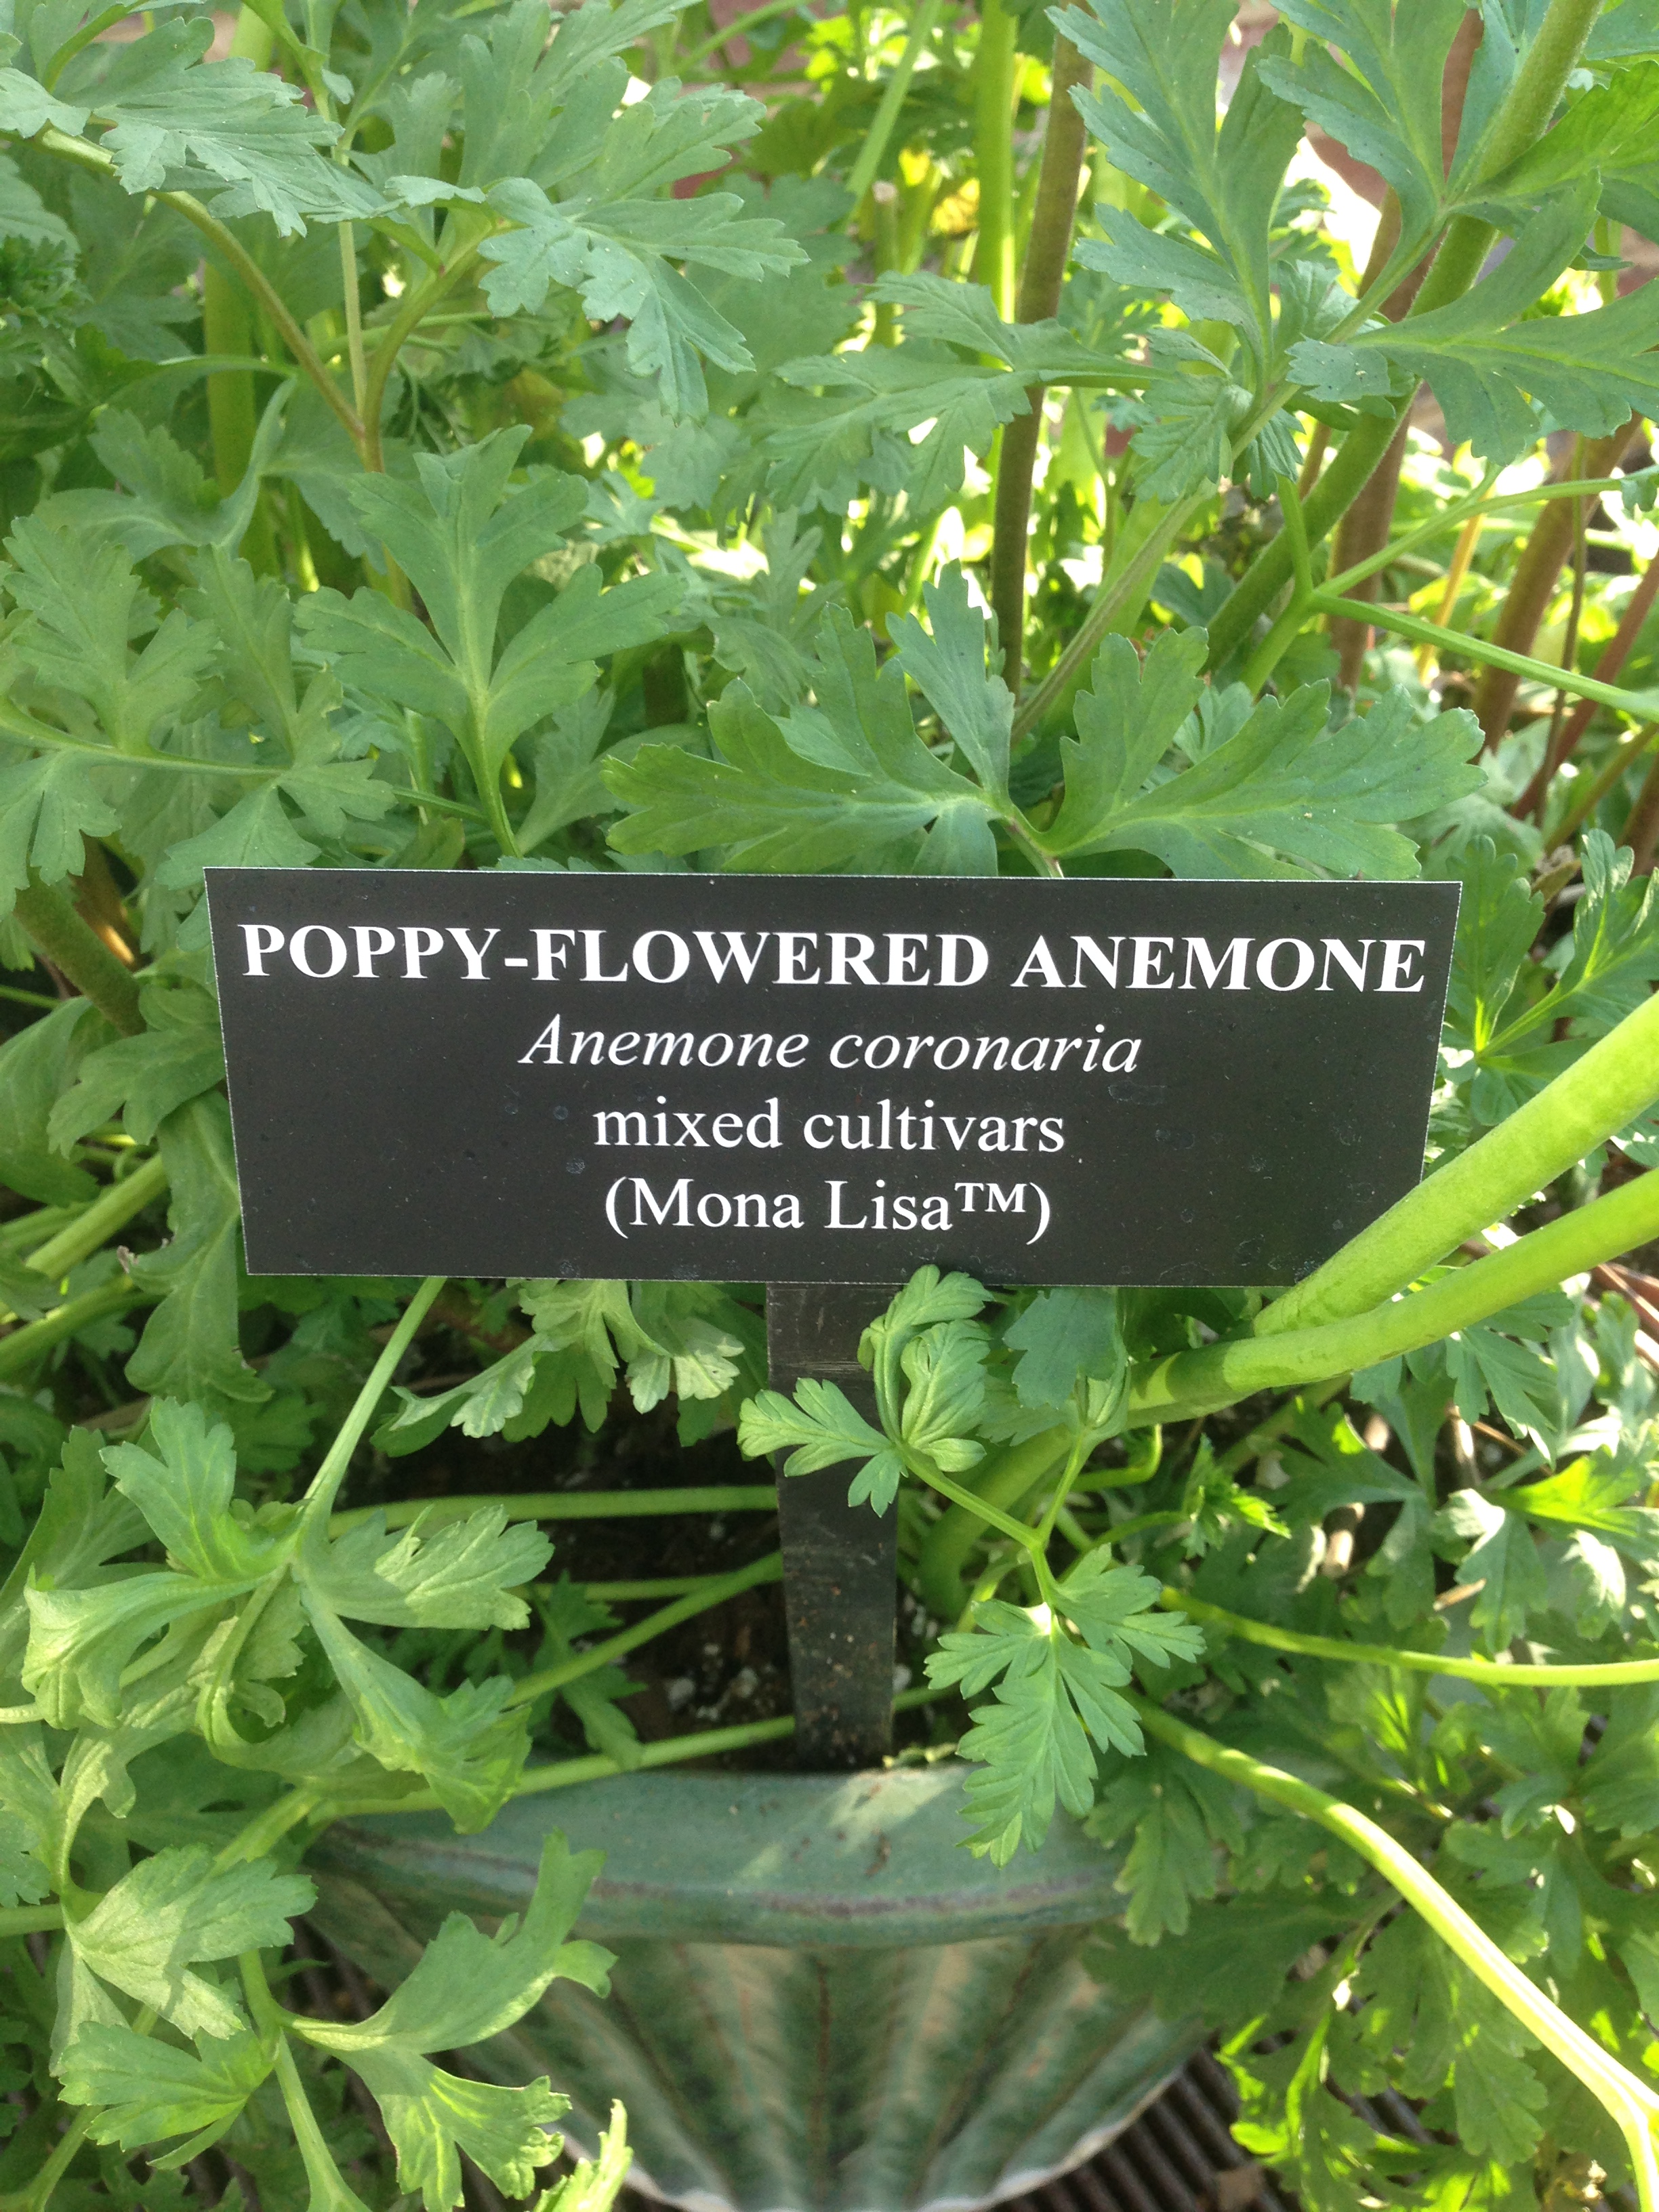 POPPY-FLOWERED ANEMONE
Anemone coronaria
mixed cultivars
(Mona Lisa™)